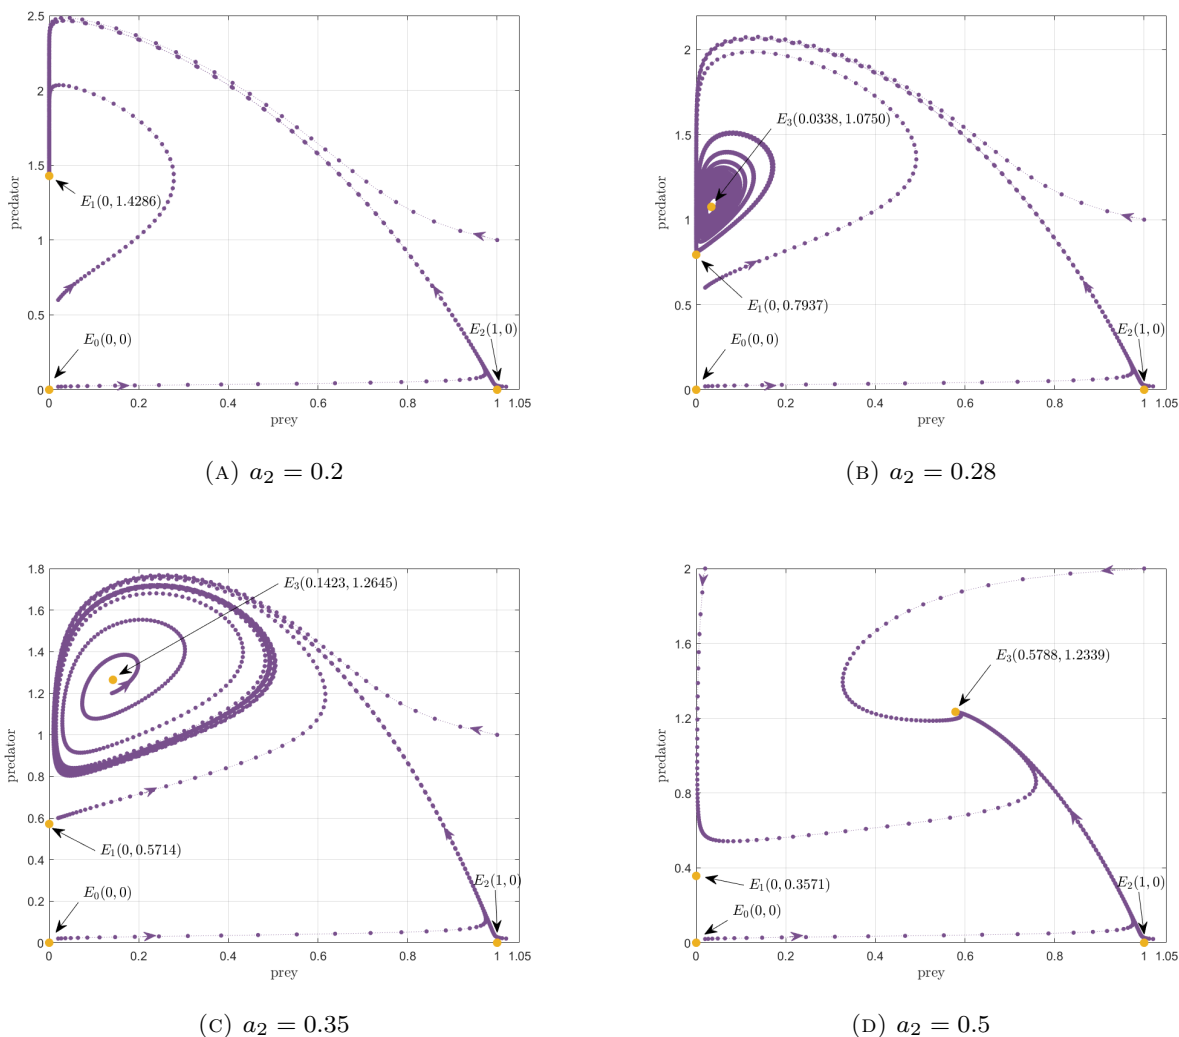 2.5
2
1.5
1
0.5
0
predator
E1(0, 1.4286)
E0(0, 0)
E2(1, 0)
0 0.2 0.4 0.6 0.8 1 1.05
prey
(A) a2 = 0.2
2
1.5
1
0.5
0
predator
E3(0.0338, 1.0750)
E1(0, 0.7937)
E0(0, 0)
E2(1, 0)
0 0.2 0.4 0.6 0.8 1 1.05
prey
(B) a2 = 0.28
1.8
1.6
1.4
1.2
1
0.8
0.6
0.4
0.2
0
predator
E3(0.1423, 1.2645)
E1(0, 0.5714)
E0(0, 0)
E2(1, 0)
0 0.2 0.4 0.6 0.8 1 1.05
prey
(C) a2 = 0.35
2
1.6
1.2
0.8
0.4
0
predator
E3(0.5788, 1.2339)
E1(0, 0.3571)
E0(0, 0)
E2(1, 0)
0 0.2 0.4 0.6 0.8 1 1.05
prey
(D) a2 = 0.5